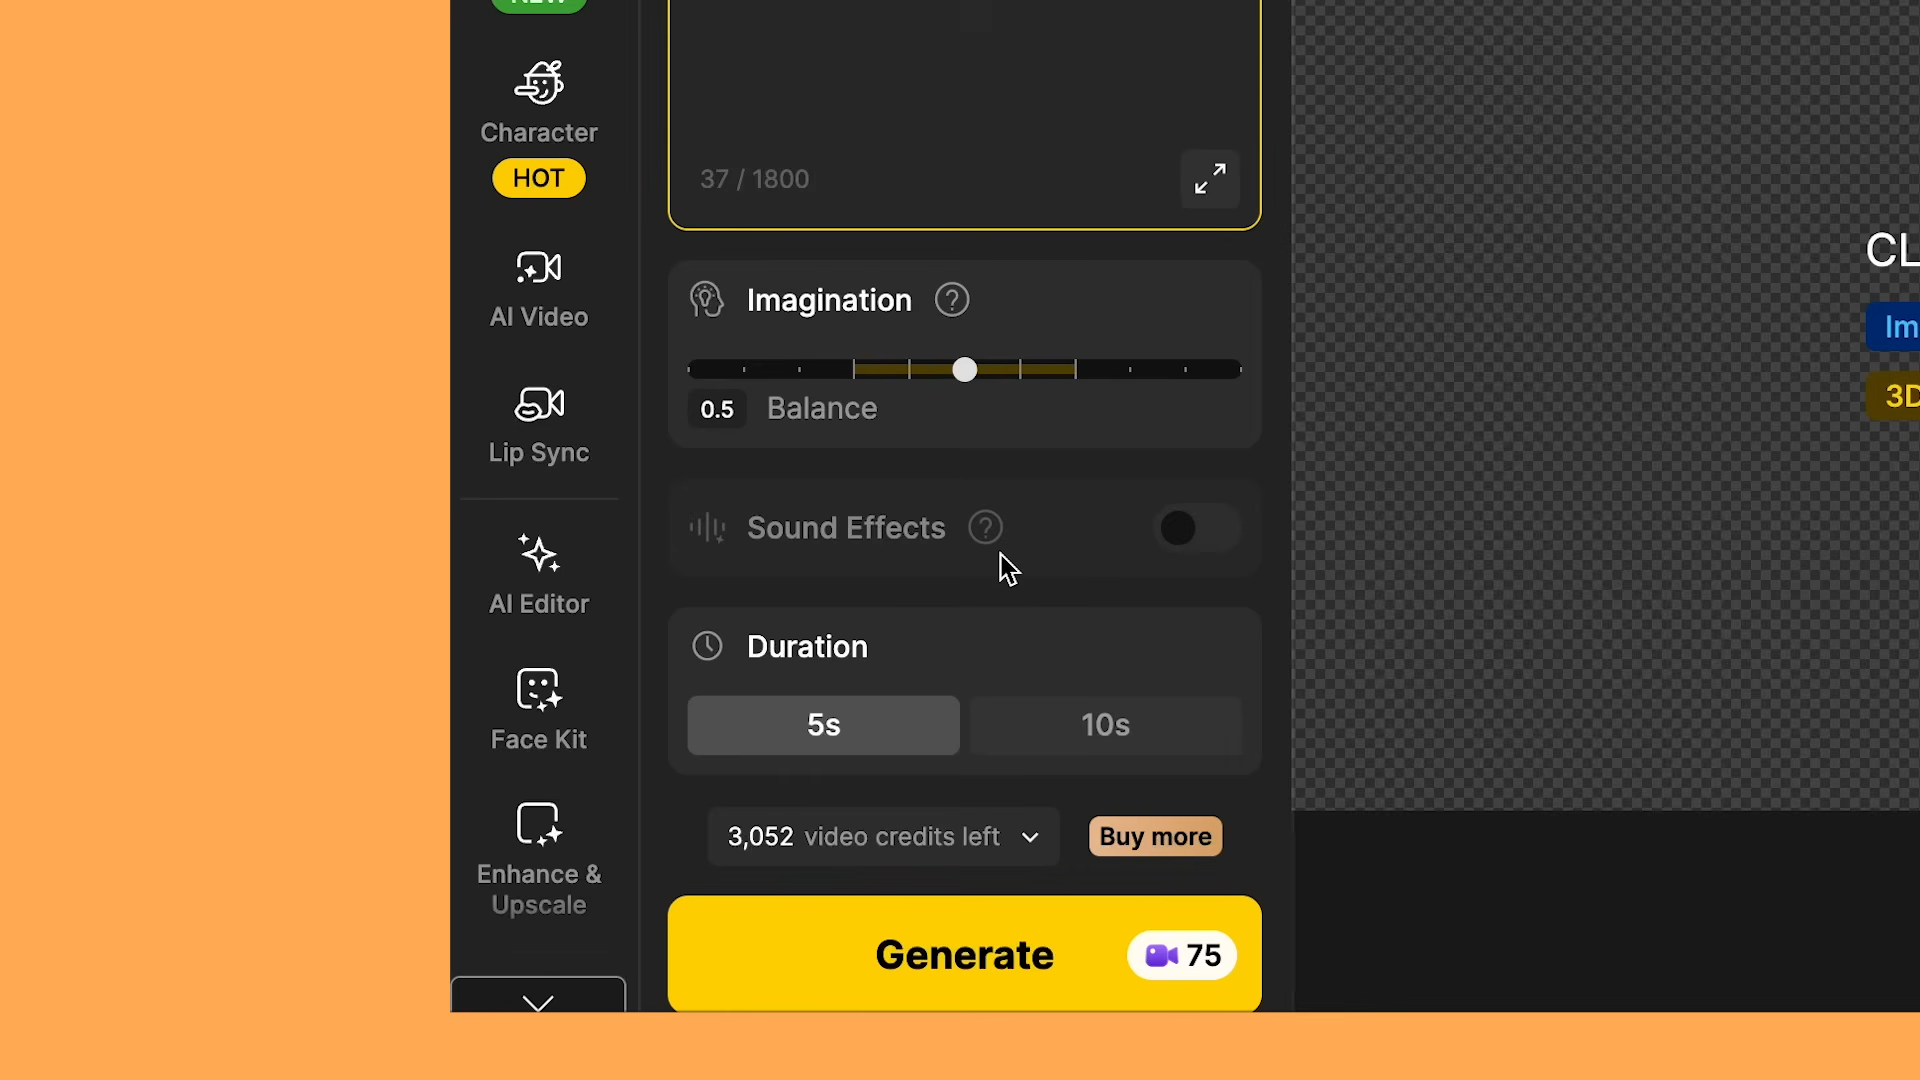 NEW
Character
HOT
AI Video
Lip Sync
AI Editor
Face Kit
Enhance &
Upscale
37 / 1800
Imagination ?
0.5 Balance
Sound Effects ?
Duration
5s 10s
3,052 video credits left Buy more
Generate 75
CL
Im
3D